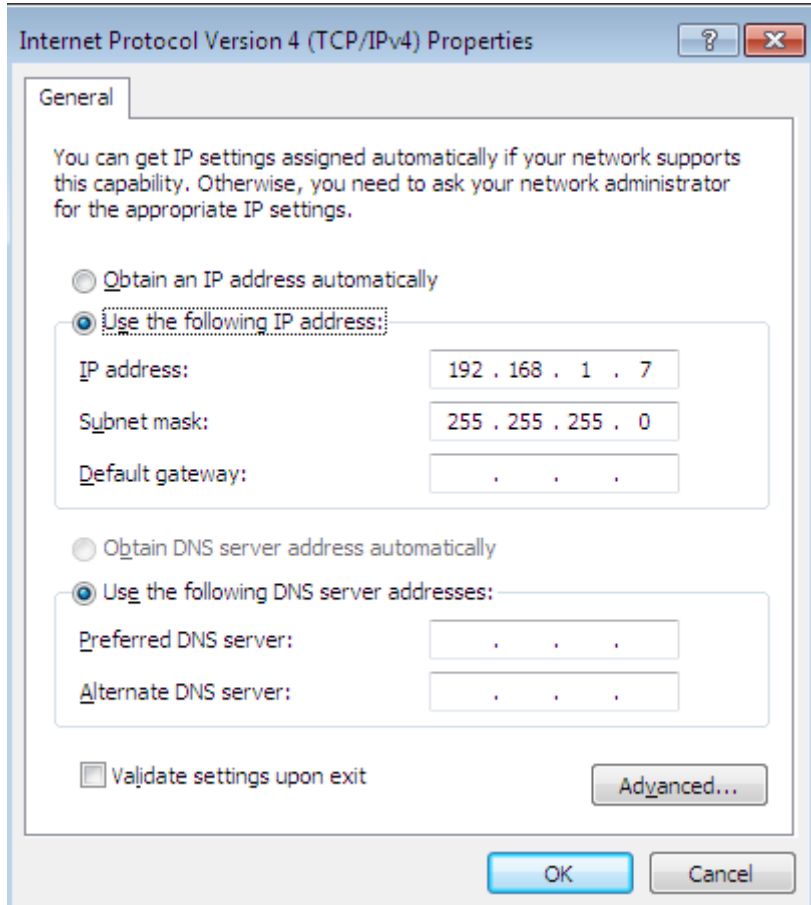 Internet Protocol Version 4 (TCP/IPv4) Properties
?
General
You can get IP settings assigned automatically if your network supports
this capability. Otherwise, you need to ask your network administrator
for the appropriate IP settings.
Obtain an IP address automatically
Use the following IP address:
IP address: 192 . 168 . 1 . 7
Subnet mask: 255 . 255 . 255 . 0
Default gateway: . . .
Obtain DNS server address automatically
Use the following DNS server addresses:
Preferred DNS server: . . .
Alternate DNS server: . . .
Validate settings upon exit
Advanced...
OK Cancel